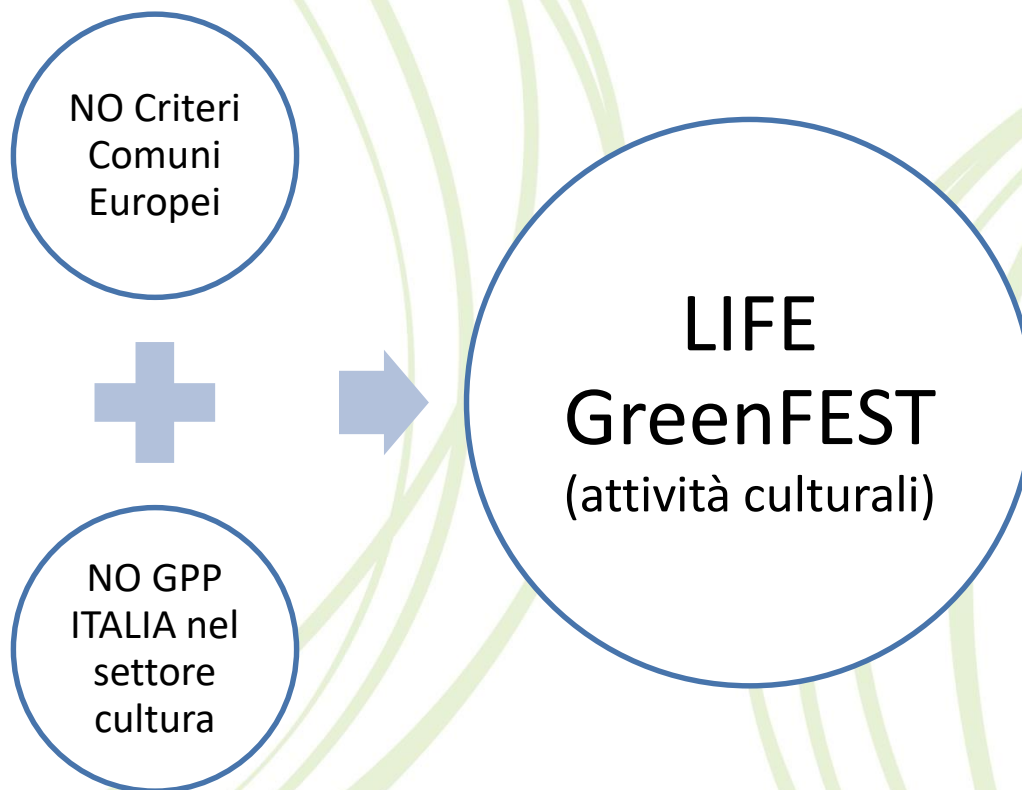 NO Criteri
Comuni
Europei
NO GPP
ITALIA nel
settore
cultura
LIFE
GreenFEST
(attività culturali)